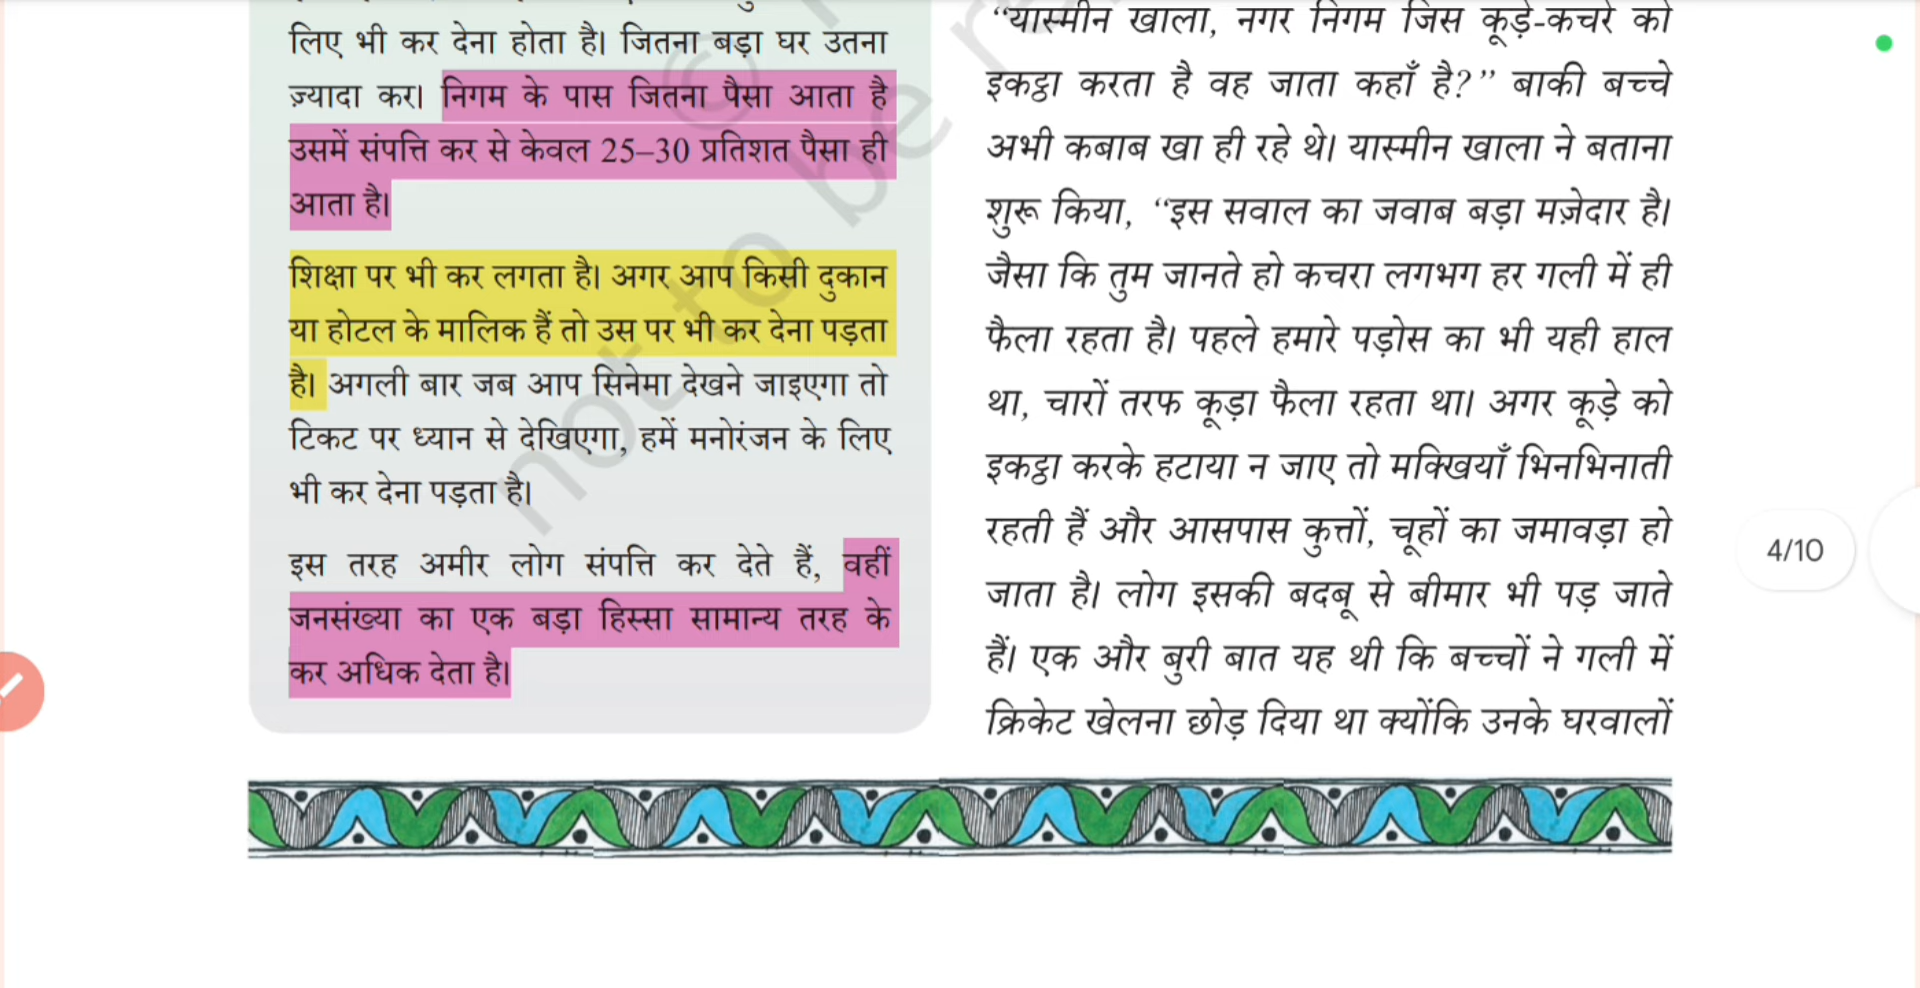 लिए भी कर देना होता है। जितना बड़ा घर उतना
ज़्यादा कर। निगम के पास जितना पैसा आता है
उसमें संपत्ति कर से केवल 25–30 प्रतिशत पैसा ही
आता है।
शिक्षा पर भी कर लगता है। अगर आप किसी दुकान
या होटल के मालिक हैं तो उस पर भी कर देना पड़ता
है। अगली बार जब आप सिनेमा देखने जाइएगा तो
टिकट पर ध्यान से देखिएगा, हमें मनोरंजन के लिए
भी कर देना पड़ता है।
इस तरह अमीर लोग संपत्ति कर देते हैं, वहीं
जनसंख्या का एक बड़ा हिस्सा सामान्य तरह के
कर अधिक देता है।
“यास्मीन खाला, नगर निगम जिस कूड़े-कचरे को
इकट्ठा करता है वह जाता कहाँ है?” बाकी बच्चे
अभी कबाब खा ही रहे थे। यास्मीन खाला ने बताना
शुरू किया, “इस सवाल का जवाब बड़ा मज़ेदार है।
जैसा कि तुम जानते हो कचरा लगभग हर गली में ही
फैला रहता है। पहले हमारे पड़ोस का भी यही हाल
था, चारों तरफ कूड़ा फैला रहता था। अगर कूड़े को
इकट्ठा करके हटाया न जाए तो मक्खियाँ भिनभिनाती
रहती हैं और आसपास कुत्तों, चूहों का जमावड़ा हो
जाता है। लोग इसकी बदबू से बीमार भी पड़ जाते
हैं। एक और बुरी बात यह थी कि बच्चों ने गली में
क्रिकेट खेलना छोड़ दिया था क्योंकि उनके घरवालों
not to be
©
4/10